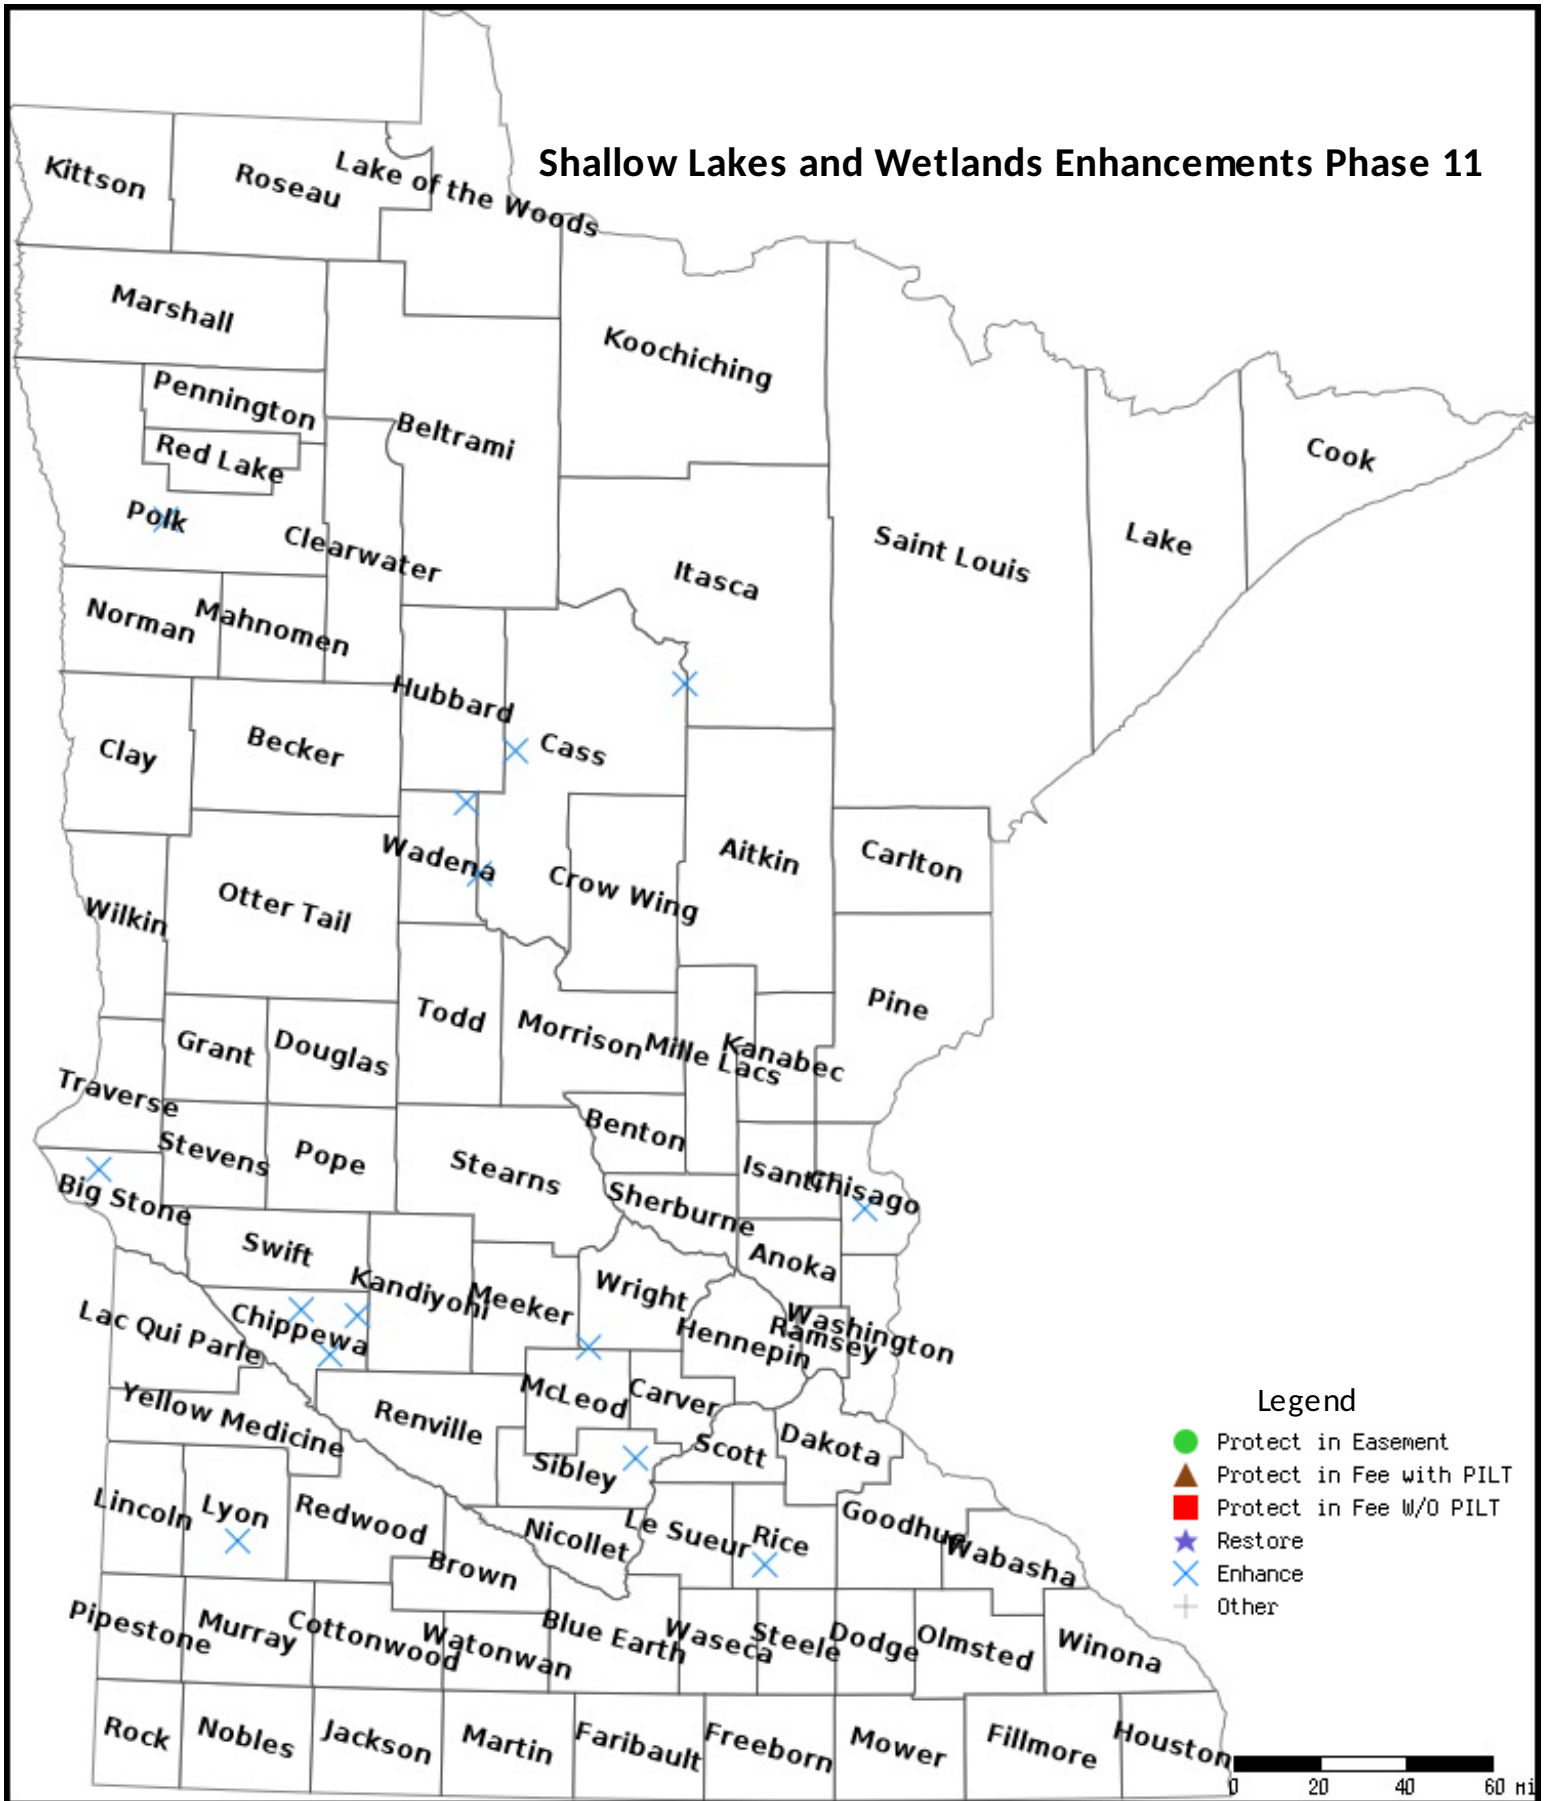 Shallow Lakes and Wetlands Enhancements Phase 11
Kittson
Roseau
Lake of the Woods
Marshall
Koochiching
Pennington
Beltrami
Red Lake
Cook
Polk
Clearwater
Saint Louis
Lake
Itasca
Norman
Mahnomen
Hubbard
Clay
Becker
Cass
Wadena
Aitkin
Carlton
Wilkin
Otter Tail
Crow Wing
Pine
Todd
Morrison
Mille Lacs
Kanabec
Grant
Douglas
Traverse
Stevens
Pope
Stearns
Benton
Isanti
Chisago
Big Stone
Sherburne
Swift
Anoka
Kandiyohi
Meeker
Wright
Lac Qui Parle
Chippewa
Hennepin
Ramsey
Washington
Yellow Medicine
Renville
McLeod
Carver
Scott
Dakota
Sibley
Lincoln
Lyon
Redwood
Brown
Nicollet
Le Sueur
Rice
Goodhue
Wabasha
Pipestone
Murray
Cottonwood
Watonwan
Blue Earth
Waseca
Steele
Dodge
Olmsted
Winona
Rock
Nobles
Jackson
Martin
Faribault
Freeborn
Mower
Fillmore
Houston
Legend
Protect in Easement
Protect in Fee with PILT
Protect in Fee W/O PILT
Restore
Enhance
Other
0 20 40 60 mi